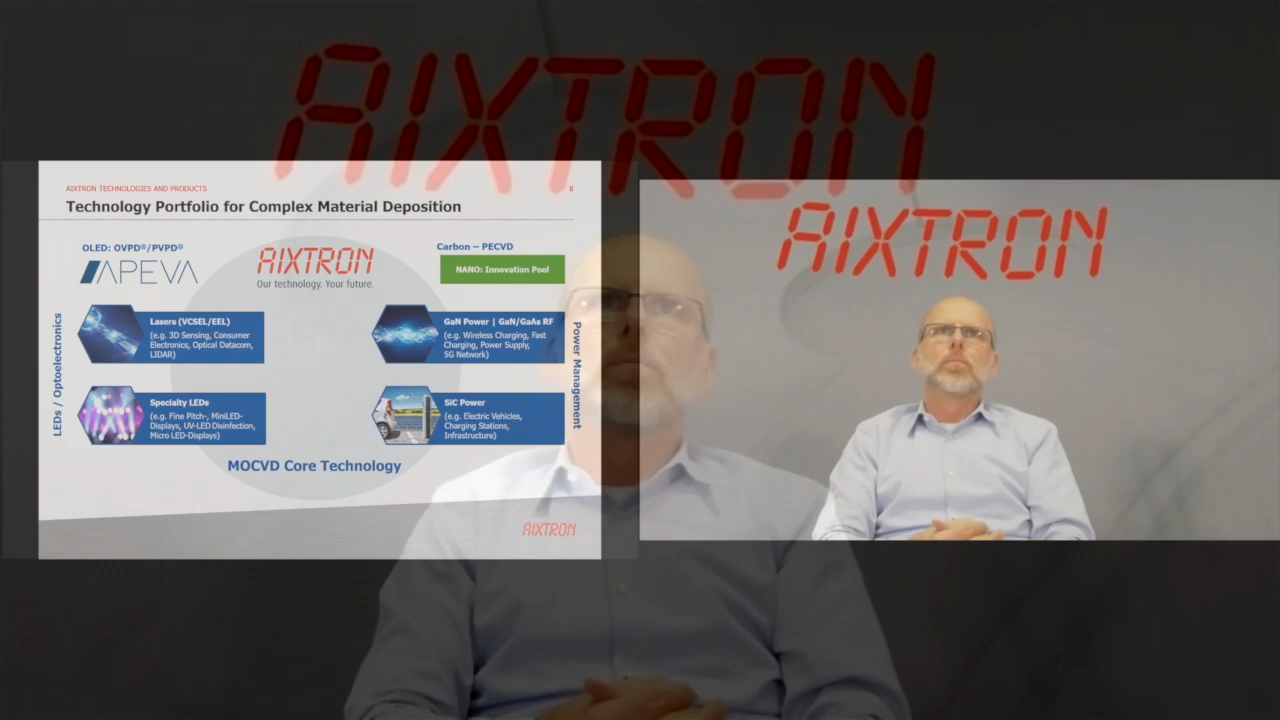 AIXTRON
AIXTRON TECHNOLOGIES AND PRODUCTS 8
Technology Portfolio for Complex Material Deposition
OLED: OVPD®/PVPD®
APEVA
AIXTRON
Our technology. Your future.
Carbon – PECVD
NANO: Innovation Pool
LEDs / Optoelectronics
Lasers (VCSEL/EEL)
(e.g. 3D Sensing, Consumer
Electronics, Optical Datacom,
LIDAR)
GaN Power | GaN/GaAs RF
(e.g. Wireless Charging, Fast
Charging, Power Supply,
5G Network)
Power Management
Specialty LEDs
(e.g. Fine Pitch-, MiniLED-
Displays, UV-LED Disinfection,
Micro LED-Displays)
SiC Power
(e.g. Electric Vehicles,
Charging Stations,
Infrastructure)
MOCVD Core Technology
AIXTRON
AIXTRON